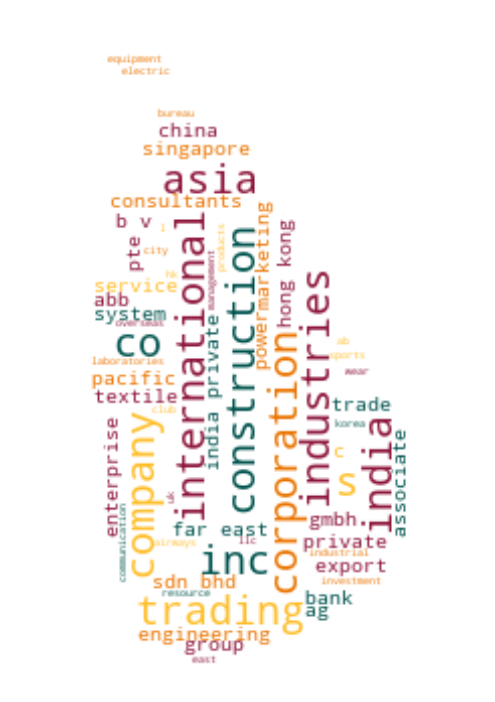 equipment
electric
bureau
china
singapore
asia
consultants
b v
l
pte
city
hk
service
abb
system
overseas
co
laboratories
pacific
textile
club
international
management
products
india private
construction
powermarketing
hong kong
corporation
industries
ab
sports
wear
trade
korea
c
s
india
associate
enterprise
communication
company
uk
far east
airways
llc
inc
gmbh
private
industrial
export
investment
sdn bhd
resource
trading
bank
ag
engineering
group
east